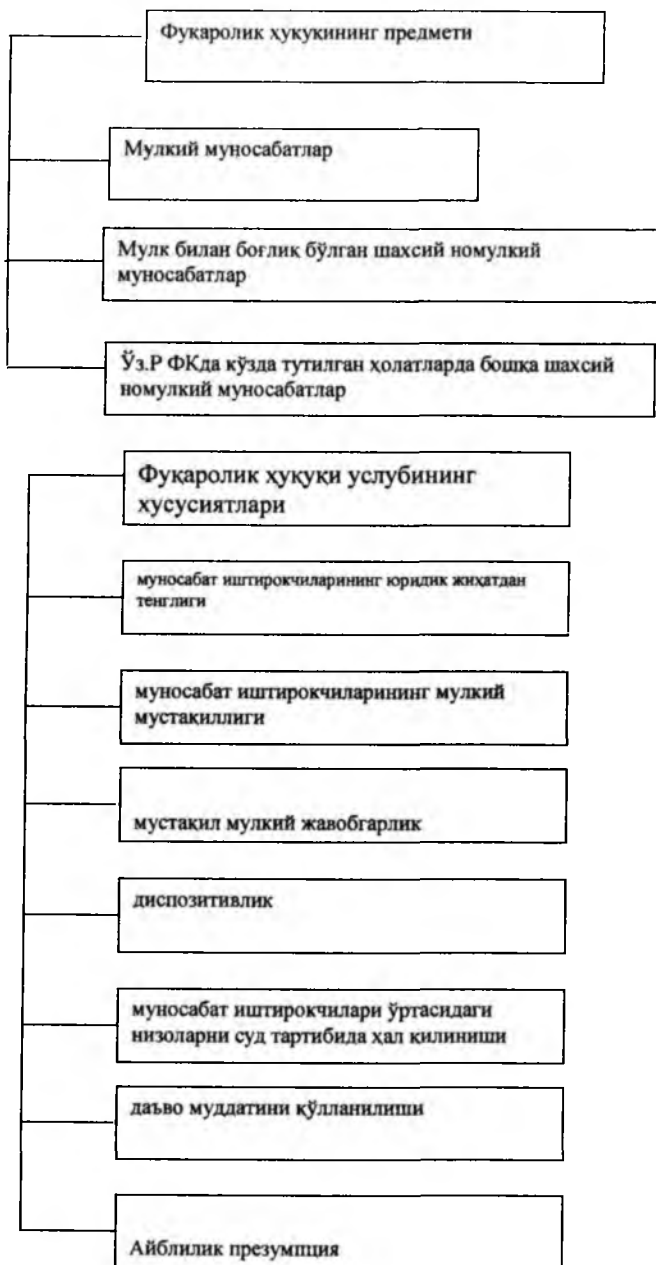 Фуқаролик ҳукукининг предмети
Мулкий муносабатлар
Мулк билан боғлиқ бўлган шахсий номулкий
муносабатлар
Ўз.Р ФКда кўзда тутилган ҳолатларда бошқа шахсий
номулкий муносабатлар
Фуқаролик ҳуқуқи услубининг
хусусиятлари
муносабат иштирокчиларининг юридик жиҳатдан
тенглиги
муносабат иштирокчиларининг мулкий
мустақиллиги
мустақил мулкий жавобгарлик
диспозитивлик
муносабат иштирокчилари ўртасидаги
низоларни суд тартибида ҳал қилиниши
даъво муддатини қўлланилиши
Айблилик презумпция